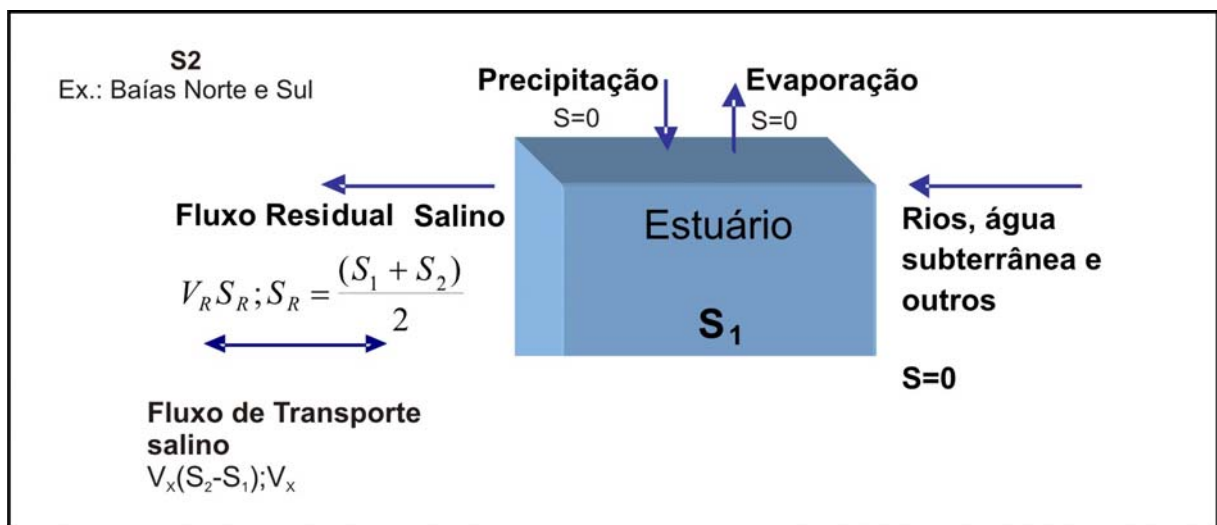 S2
Ex.: Baías Norte e Sul
Precipitação
S=0
Evaporação
S=0
Fluxo Residual Salino
V_R S_R ; S_R = (S_1 + S_2) / 2
Fluxo de Transporte
salino
V_x(S_2-S_1);V_x
Estuário
S_1
Rios, água
subterrânea e
outros
S=0